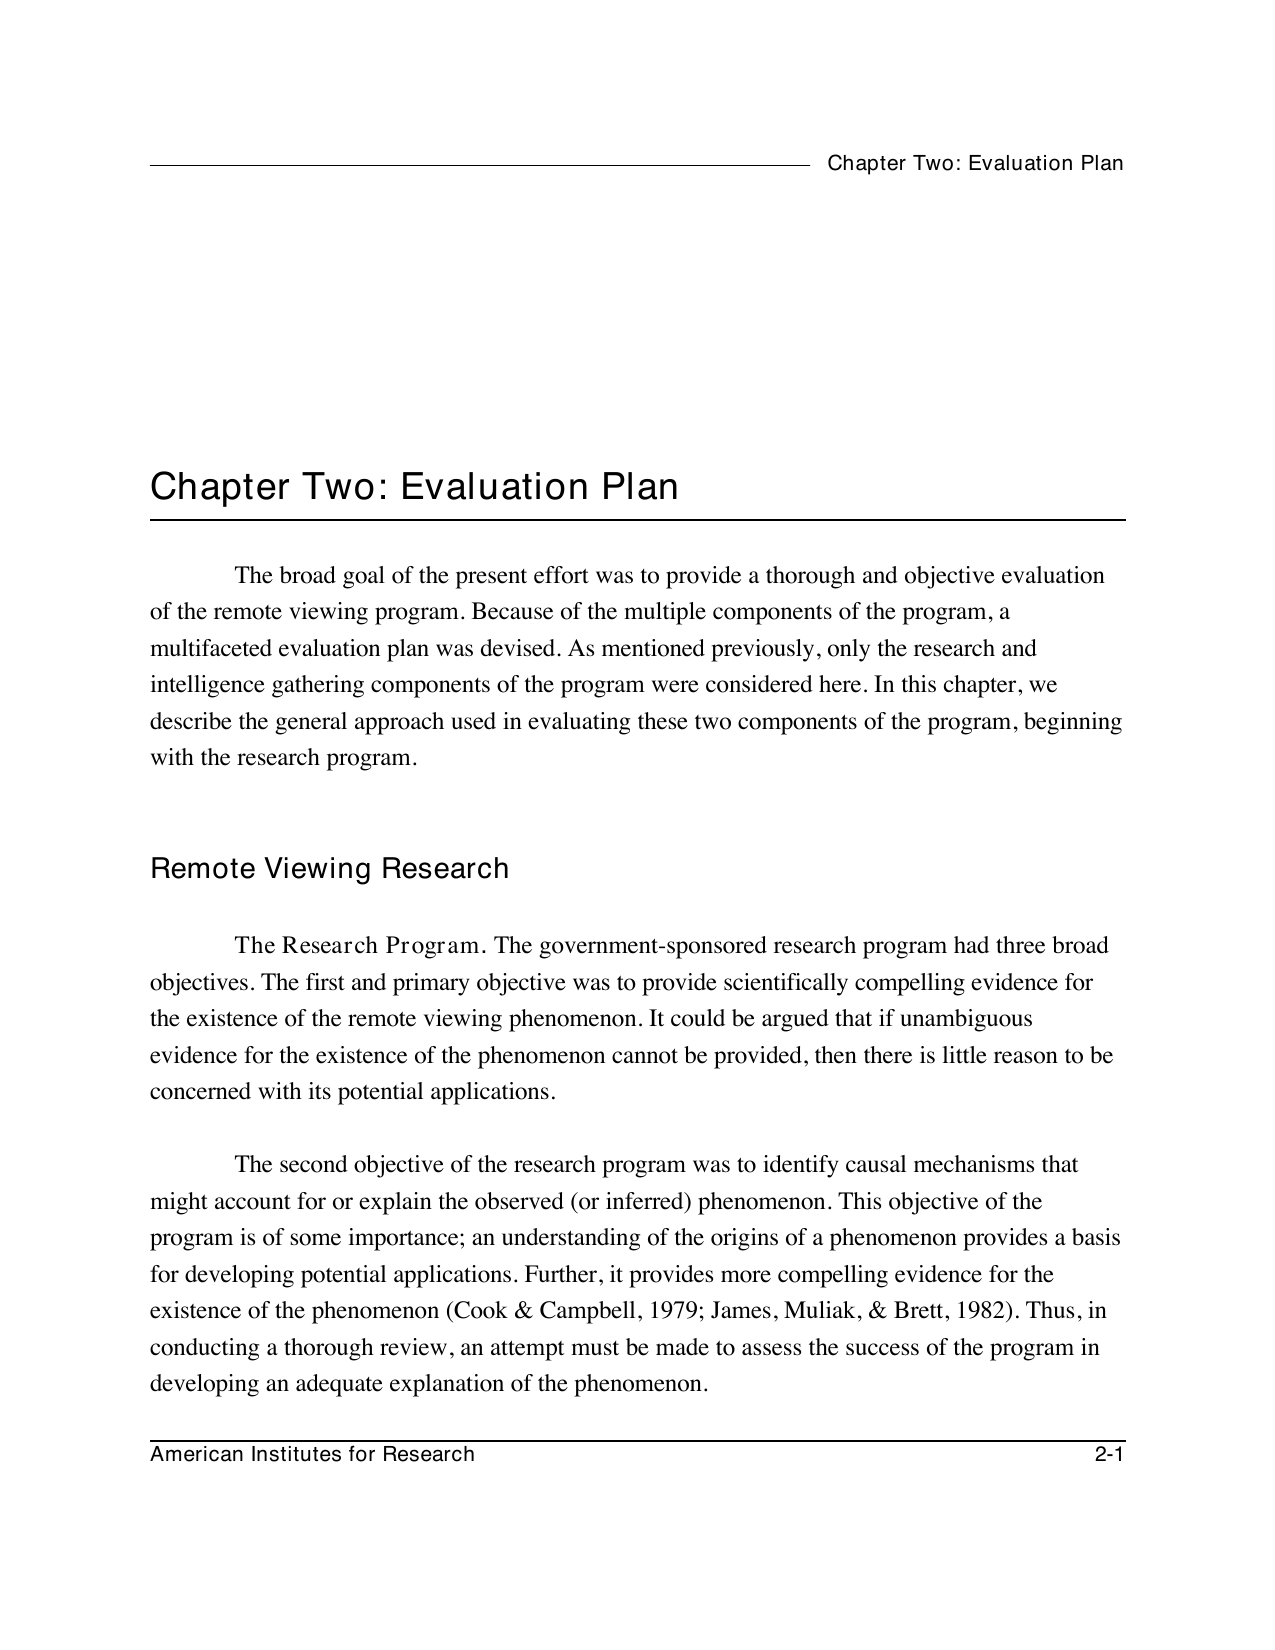 Chapter Two: Evaluation Plan
Chapter Two: Evaluation Plan
The broad goal of the present effort was to provide a thorough and objective evaluation
of the remote viewing program. Because of the multiple components of the program, a
multifaceted evaluation plan was devised. As mentioned previously, only the research and
intelligence gathering components of the program were considered here. In this chapter, we
describe the general approach used in evaluating these two components of the program, beginning
with the research program.
Remote Viewing Research
The Research Program. The government-sponsored research program had three broad
objectives. The first and primary objective was to provide scientifically compelling evidence for
the existence of the remote viewing phenomenon. It could be argued that if unambiguous
evidence for the existence of the phenomenon cannot be provided, then there is little reason to be
concerned with its potential applications.
The second objective of the research program was to identify causal mechanisms that
might account for or explain the observed (or inferred) phenomenon. This objective of the
program is of some importance; an understanding of the origins of a phenomenon provides a basis
for developing potential applications. Further, it provides more compelling evidence for the
existence of the phenomenon (Cook & Campbell, 1979; James, Muliak, & Brett, 1982). Thus, in
conducting a thorough review, an attempt must be made to assess the success of the program in
developing an adequate explanation of the phenomenon.
American Institutes for Research
2-1